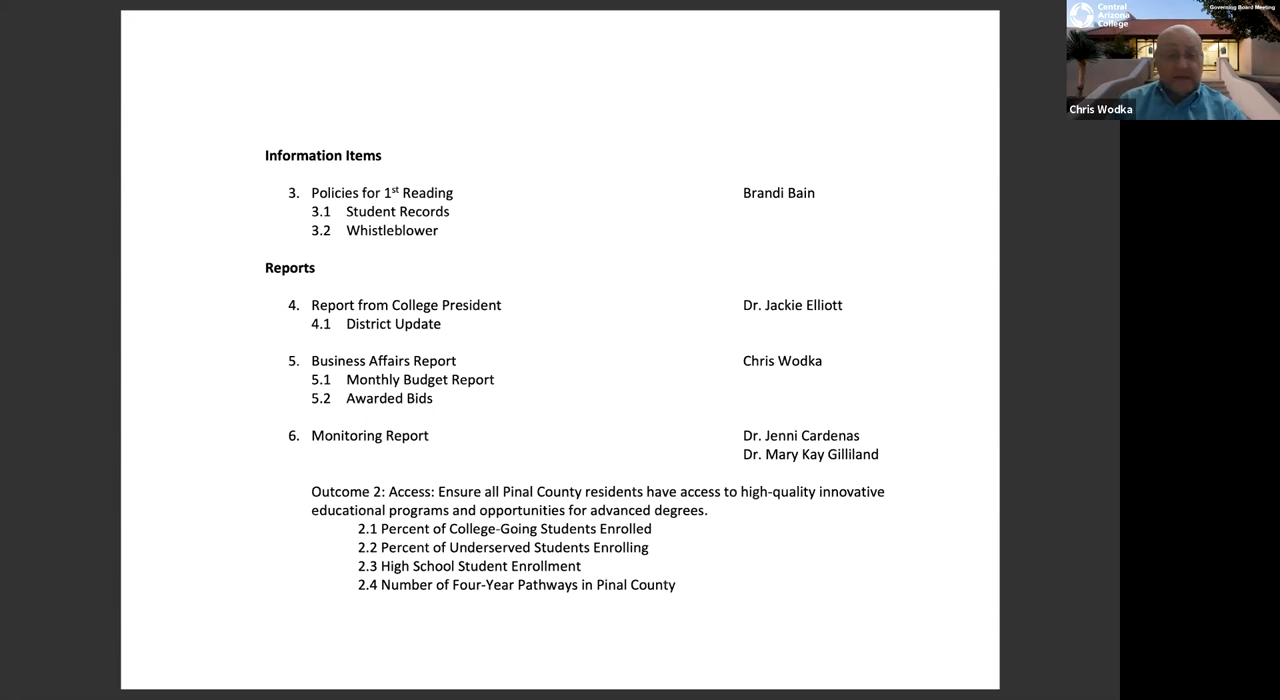 Information Items
3. Policies for 1st Reading Brandi Bain
3.1 Student Records
3.2 Whistleblower
Reports
4. Report from College President Dr. Jackie Elliott
4.1 District Update
5. Business Affairs Report Chris Wodka
5.1 Monthly Budget Report
5.2 Awarded Bids
6. Monitoring Report Dr. Jenni Cardenas
Dr. Mary Kay Gilliland
Outcome 2: Access: Ensure all Pinal County residents have access to high-quality innovative
educational programs and opportunities for advanced degrees.
2.1 Percent of College-Going Students Enrolled
2.2 Percent of Underserved Students Enrolling
2.3 High School Student Enrollment
2.4 Number of Four-Year Pathways in Pinal County
Central
Arizona
College
Governing Board Meeting
Chris Wodka